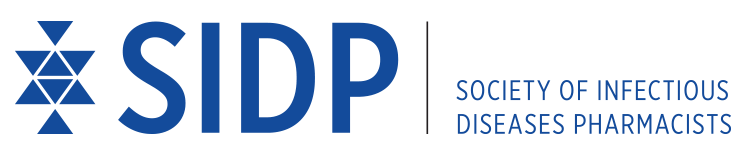 SIDP
SOCIETY OF INFECTIOUS
DISEASES PHARMACISTS